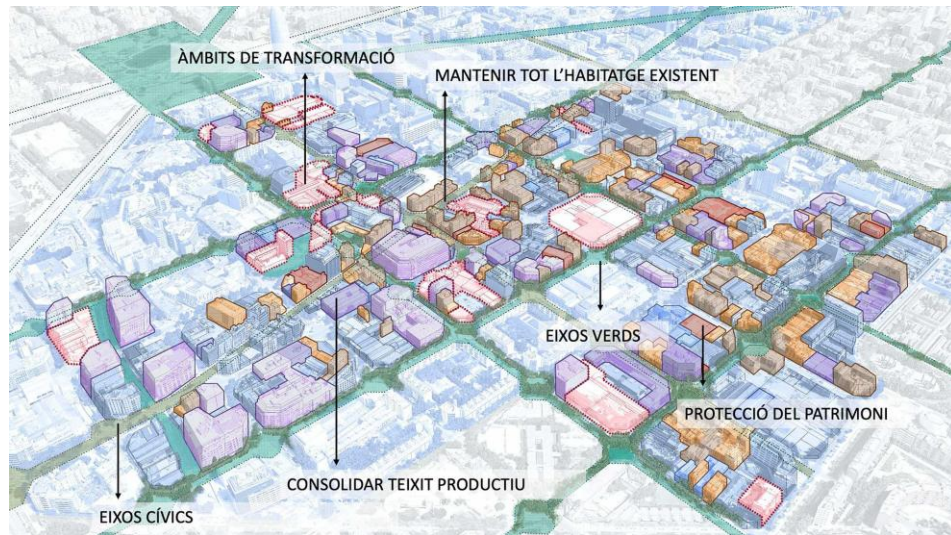 ÀMBITS DE TRANSFORMACIÓ
MANTENIR TOT L'HABITATGE EXISTENT
EIXOS VERDS
PROTECCIÓ DEL PATRIMONI
CONSOLIDAR TEIXIT PRODUCTIU
EIXOS CÍVICS